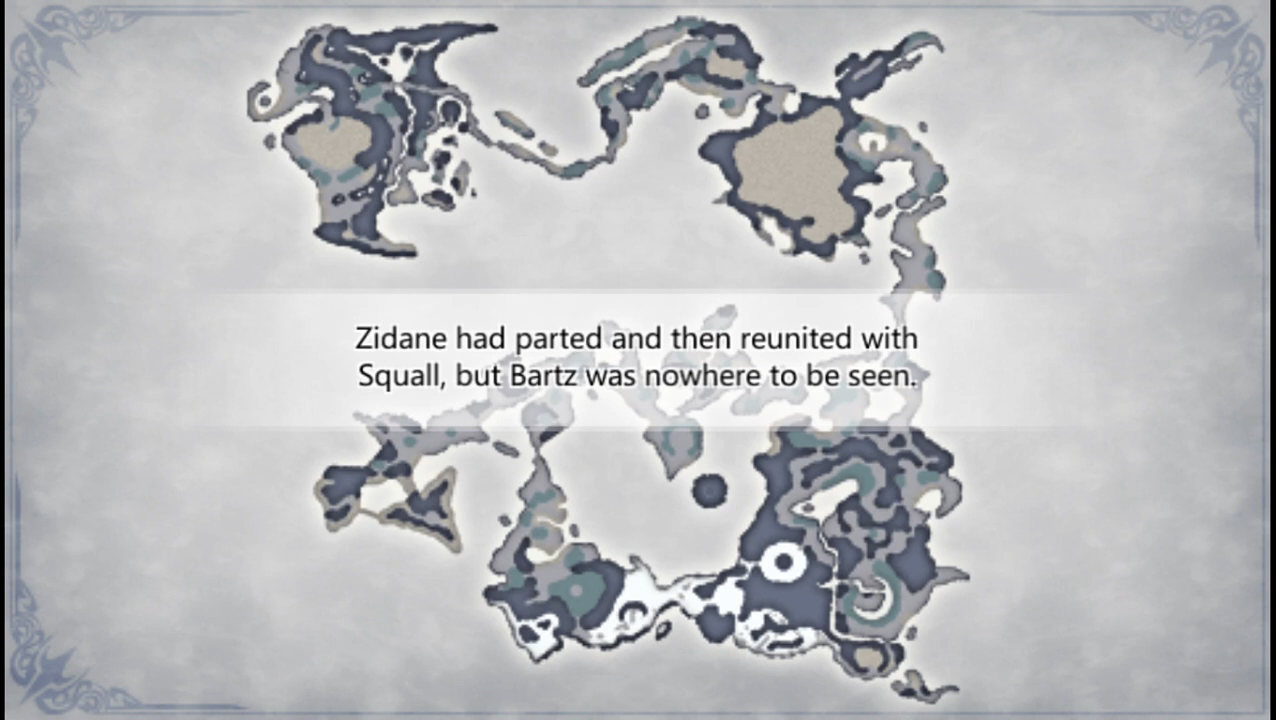 Zidane had parted and then reunited with
Squall, but Bartz was nowhere to be seen.